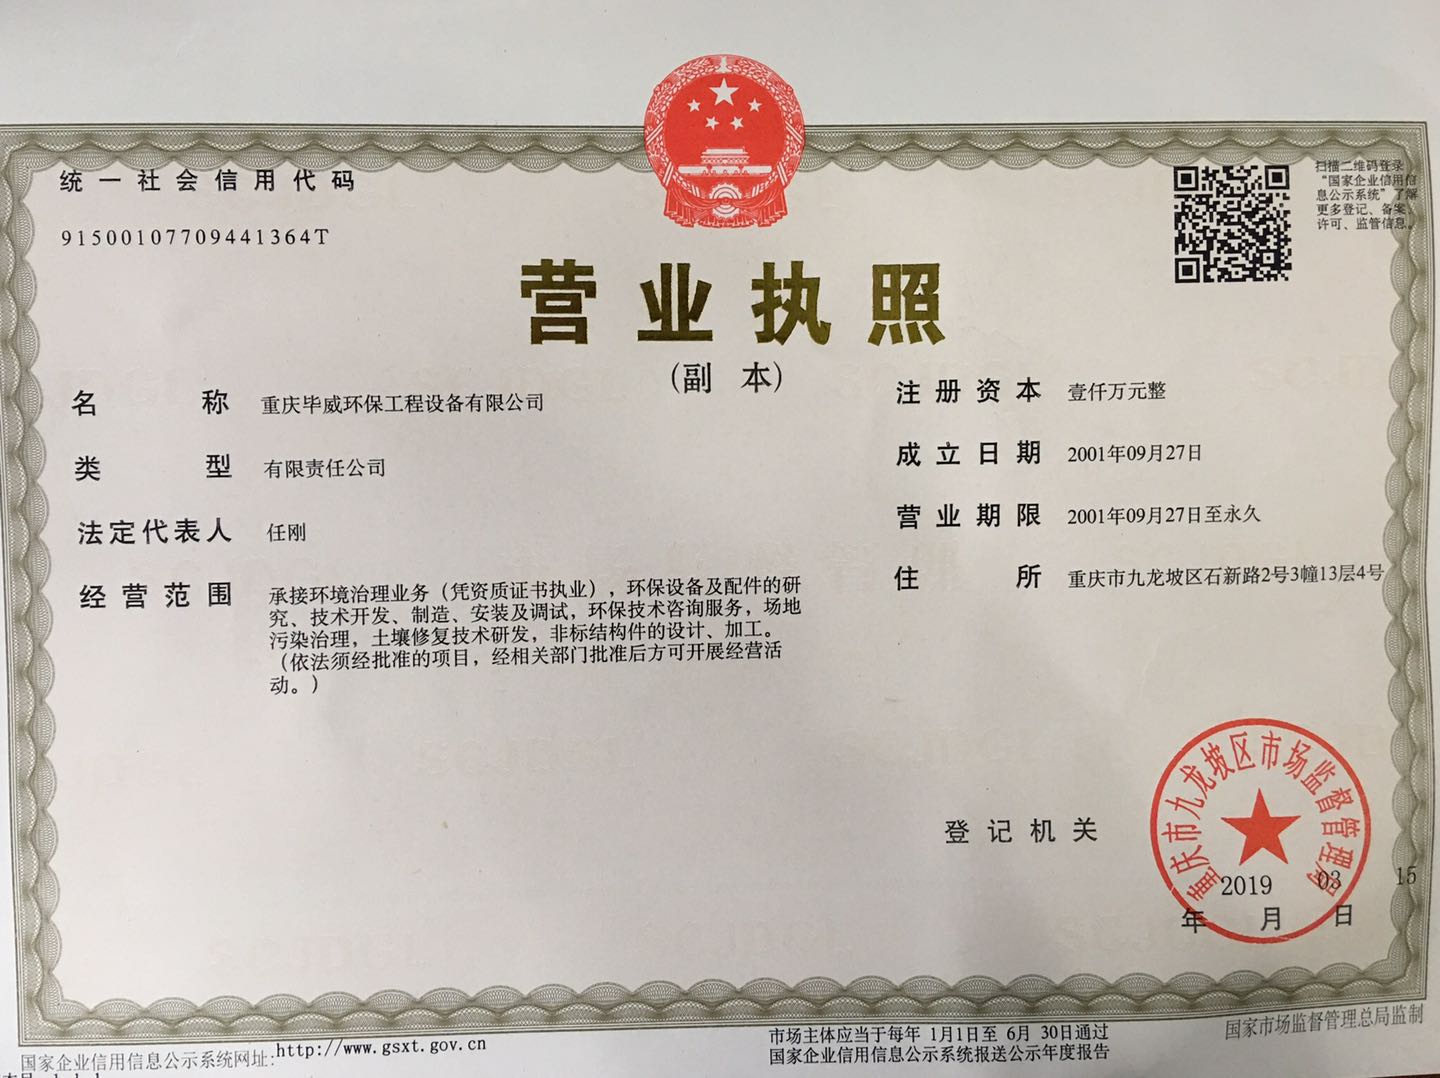 统一社会信用代码
91500107709441364T
扫描二维码登录
“国家企业信用信
息公示系统”了解
更多登记、备案、
许可、监管信息。
营业执照
(副 本)
名称 重庆毕威环保工程设备有限公司
类型 有限责任公司
法定代表人 任刚
经营范围 承接环境治理业务（凭资质证书执业），环保设备及配件的研
究、技术开发、制造、安装及调试，环保技术咨询服务，场地
污染治理，土壤修复技术研发，非标结构件的设计、加工。
（依法须经批准的项目，经相关部门批准后方可开展经营活
动。）
注册资本 壹仟万元整
成立日期 2001年09月27日
营业期限 2001年09月27日至永久
住所 重庆市九龙坡区石新路2号3幢13层4号
登记机关
重庆市九龙坡区市场监督管理局
2019 03 15
年 月 日
国家企业信用信息公示系统网址:http://www.gsxt.gov.cn
市场主体应当于每年 1月1日至 6月 30日通过
国家企业信用信息公示系统报送公示年度报告
国家市场监督管理总局监制